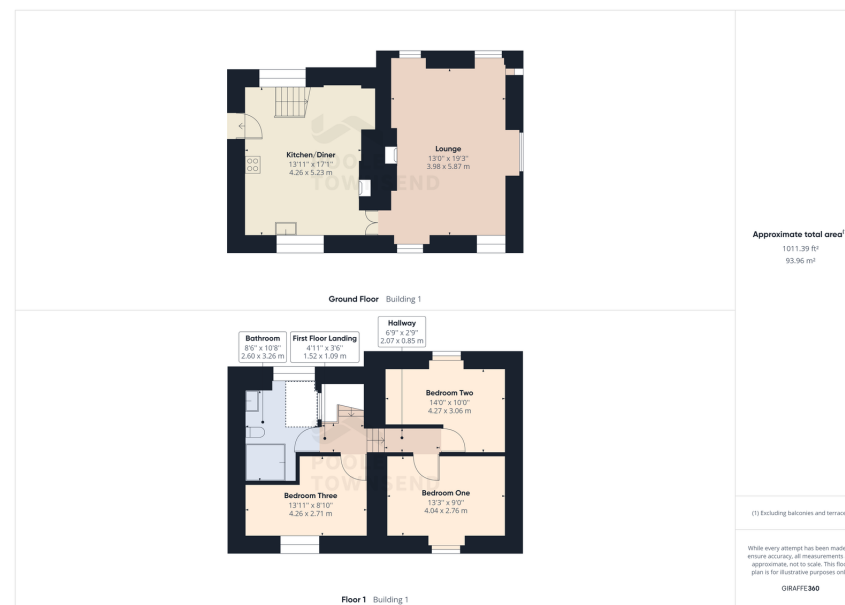 Kitchen/Diner
13'11" x 17'1"
4.26 x 5.23 m
Lounge
13'0" x 19'3"
3.98 x 5.87 m
POOLE
TOWNSEND
Ground Floor Building 1
Approximate total area(1)
1011.39 ft²
93.96 m²
Bathroom
8'6" x 10'8"
2.60 x 3.26 m
First Floor Landing
4'11" x 3'6"
1.52 x 1.09 m
Hallway
6'9" x 2'9"
2.07 x 0.85 m
Bedroom Two
14'0" x 10'0"
4.27 x 3.06 m
POOLE
TOWNSEND
Bedroom Three
13'11" x 8'10"
4.26 x 2.71 m
Bedroom One
13'3" x 9'0"
4.04 x 2.76 m
Floor 1 Building 1
(1) Excluding balconies and terrace
While every attempt has been made
ensure accuracy, all measurements
approximate, not to scale. This floo
plan is for illustrative purposes onl
GIRAFFE360